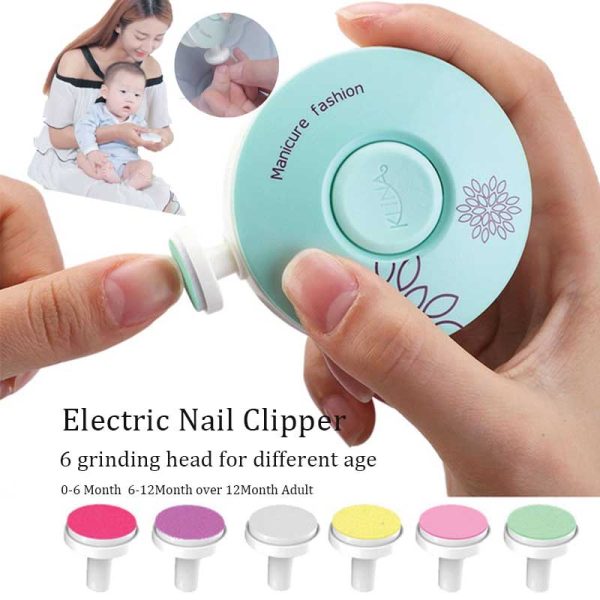 Manicure fashion
Electric Nail Clipper
6 grinding head for different age
0-6 Month 6-12Month over 12Month Adult